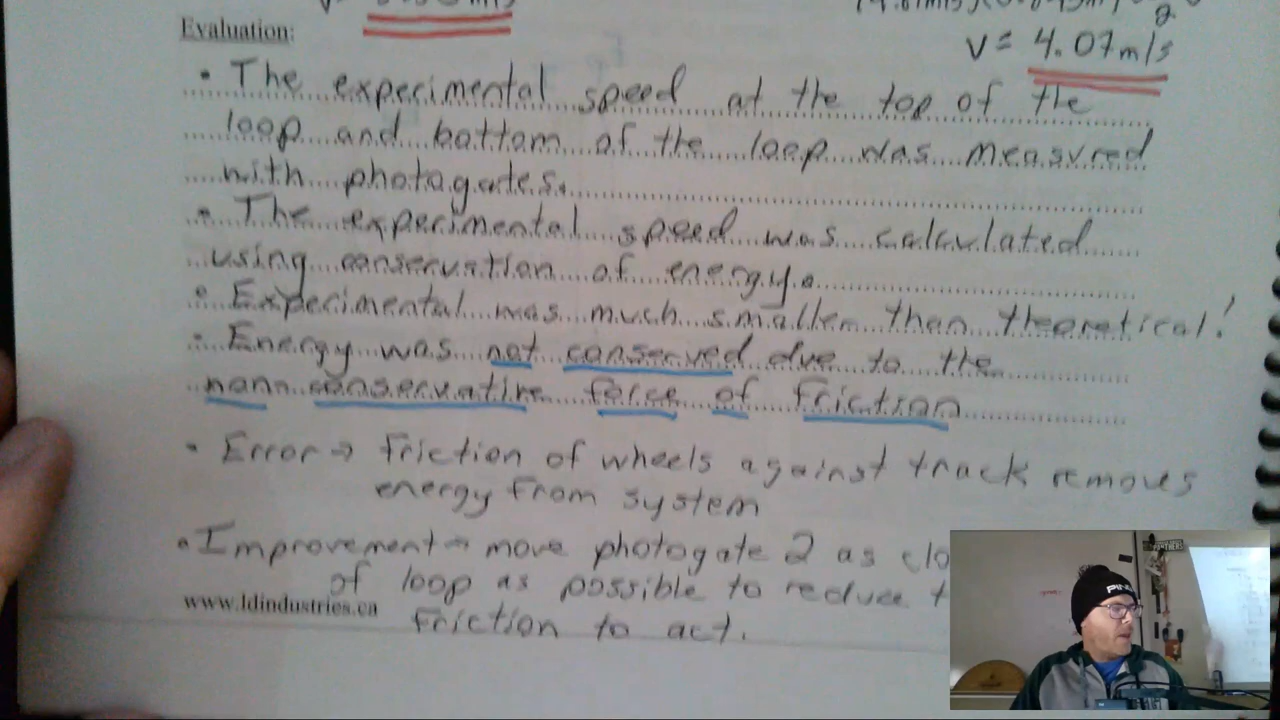 Evaluation:
v = 4.07m/s
• The experimental speed at the top of the
loop and bottom of the loop was measured
with photogates.
• The experimental speed was calculated
using conservation of energy.
• Experimental was much smaller than theoretical!
• Energy was not conserved due to the
non conservative force of friction
• Error → Friction of wheels against track removes
energy from system
• Improvement → move photogate 2 as clo
of loop as possible to reduce t
friction to act.
www.ldindustries.ca
PING